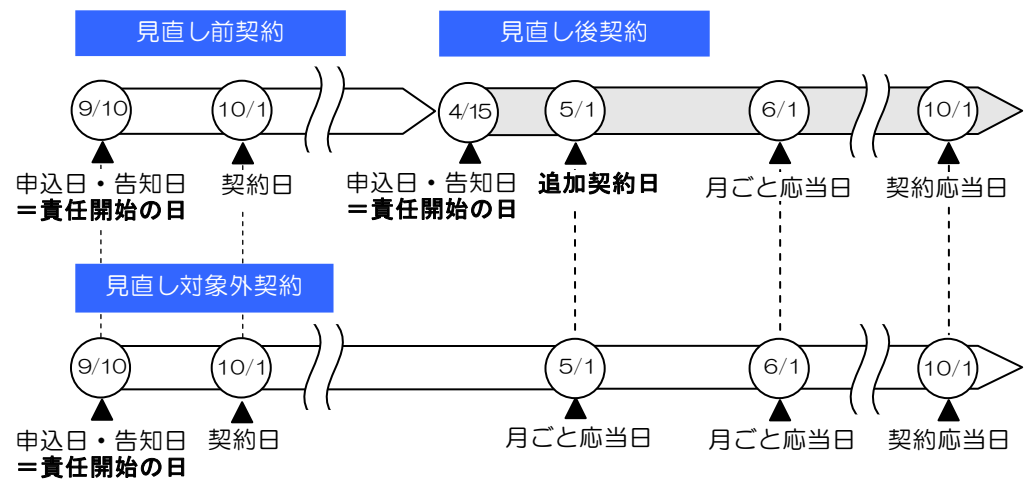 見直し前契約
見直し後契約
9/10
10/1
4/15
5/1
6/1
10/1
申込日・告知日
＝責任開始の日
契約日
申込日・告知日
＝責任開始の日
追加契約日
月ごと応当日
契約応当日
見直し対象外契約
9/10
10/1
5/1
6/1
10/1
申込日・告知日
＝責任開始の日
契約日
月ごと応当日
月ごと応当日
契約応当日